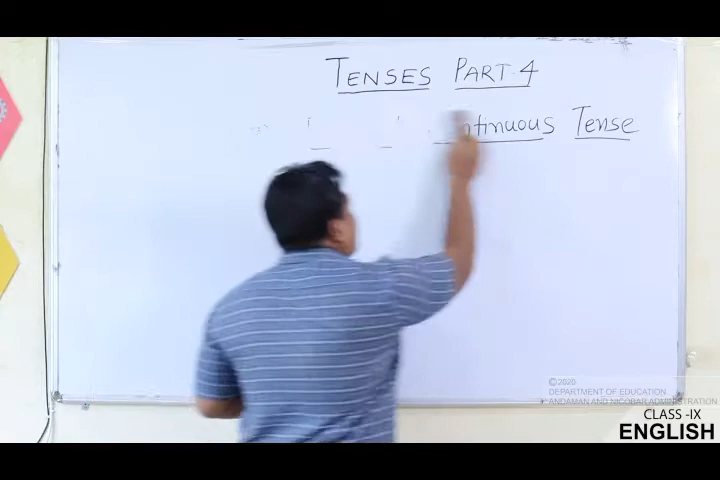 TENSES PART-4
ntinuous Tense
©2020
DEPARTMENT OF EDUCATION
ANDAMAN AND NICOBAR ADMINISTRATION
CLASS -IX
ENGLISH